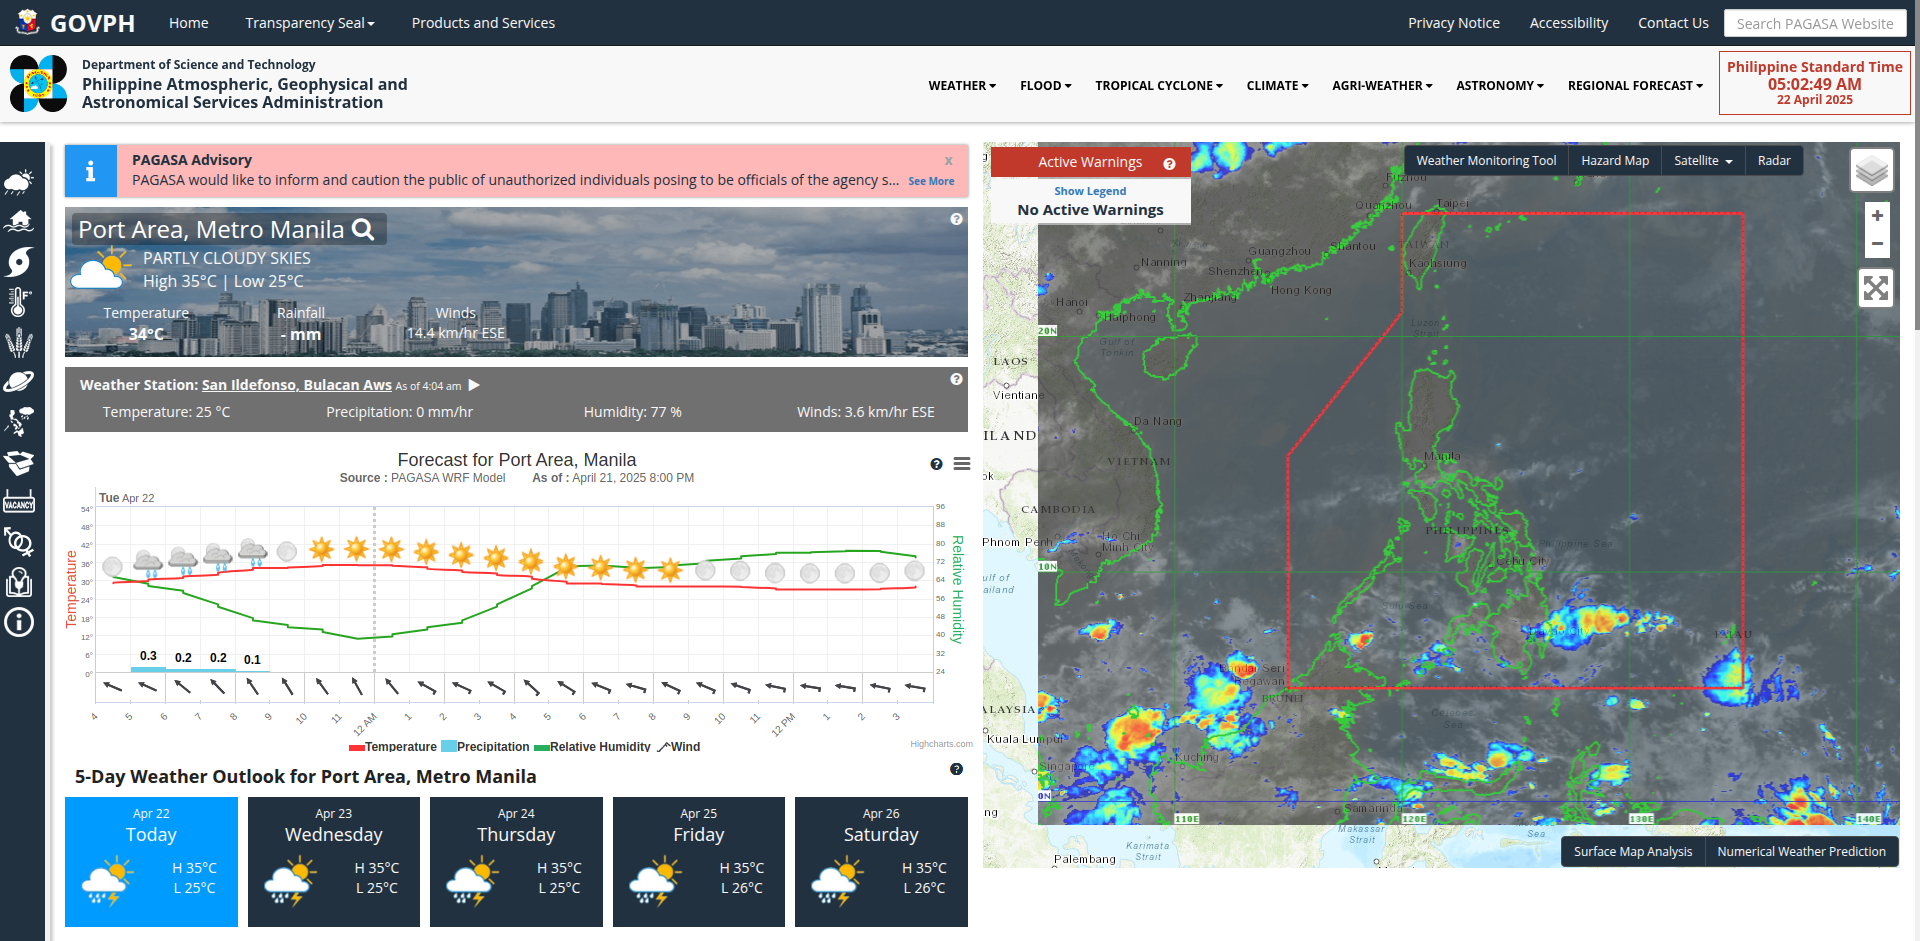 GOVPH
Home
Transparency Seal
Products and Services
Privacy Notice
Accessibility
Contact Us
Search PAGASA Website
Department of Science and Technology
Philippine Atmospheric, Geophysical and
Astronomical Services Administration
WEATHER
FLOOD
TROPICAL CYCLONE
CLIMATE
AGRI-WEATHER
ASTRONOMY
REGIONAL FORECAST
Philippine Standard Time
05:02:49 AM
22 April 2025
VACANCY
PAGASA Advisory
x
PAGASA would like to inform and caution the public of unauthorized individuals posing to be officials of the agency s... See More
Port Area, Metro Manila
PARTLY CLOUDY SKIES
High 35°C | Low 25°C
Temperature
34°C
Rainfall
- mm
Winds
14.4 km/hr ESE
Weather Station: San Ildefonso, Bulacan Aws As of 4:04 am
Temperature: 25 °C
Precipitation: 0 mm/hr
Humidity: 77 %
Winds: 3.6 km/hr ESE
Forecast for Port Area, Manila
Source : PAGASA WRF Model As of : April 21, 2025 8:00 PM
Tue Apr 22
Temperature
54°
48°
42°
36°
30°
24°
18°
12°
6°
0°
96
88
80
72
64
56
48
40
32
24
Relative Humidity
0.3
0.2
0.2
0.1
4
5
6
7
8
9
10
11
12 AM
1
2
3
4
5
6
7
8
9
10
11
12 PM
1
2
3
Temperature Precipitation Relative Humidity Wind
Highcharts.com
5-Day Weather Outlook for Port Area, Metro Manila
Apr 22
Today
H 35°C
L 25°C
Apr 23
Wednesday
H 35°C
L 25°C
Apr 24
Thursday
H 35°C
L 25°C
Apr 25
Friday
H 35°C
L 26°C
Apr 26
Saturday
H 35°C
L 26°C
Active Warnings
Show Legend
No Active Warnings
Weather Monitoring Tool
Hazard Map
Satellite
Radar
+
−
Fuzhou
Quanzhou
Taipei
Shantou
TAIWAN
Kaohsiung
Guangzhou
Shenzhen
Hong Kong
Nanning
Zhanjiang
Hanoi
Haiphong
Gulf of
Tonkin
Luzon
Strait
20N
LAOS
Vientiane
Da Nang
ILAND
VIETNAM
Manila
ok
CAMBODIA
Phnom Penh
Ho Chi
Minh City
PHILIPPINES
Philippine Sea
Cebu City
10N
ulf of
ailand
Sulu Sea
Davao City
PALAU
Bandar Seri
Begawan
BRUNEI
ALAYSIA
Celebes
Sea
Kuala Lumpur
Kuching
Singapore
0N
Samarinda
110E
120E
130E
140E
ng
Makassar
Strait
Karimata
Strait
Palembang
Sea
Surface Map Analysis
Numerical Weather Prediction